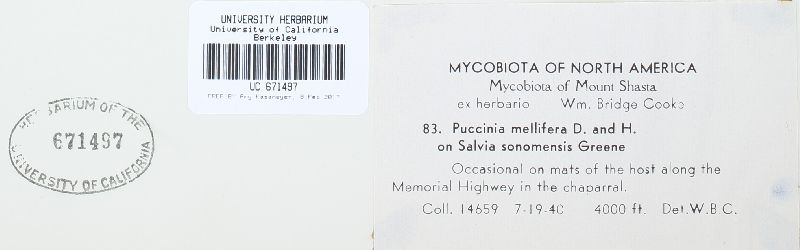 UNIVERSITY HERBARIUM
University of California
Berkeley
UC 671497
HERBARIUM OF THE
671497
UNIVERSITY OF CALIFORNIA
MYCOBIOTA OF NORTH AMERICA
Mycobiota of Mount Shasta
ex herbario Wm. Bridge Cooke
83. Puccinia mellifera D. and H.
on Salvia sonomensis Greene
Occasional on mats of the host along the
Memorial Highwey in the chaparral.
Coll. 14659 7-19-40 4000 ft. Det. W.B.C.